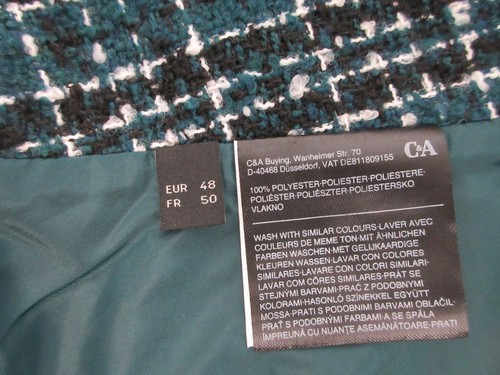 EUR 48
FR 50
C&A Buying. Wanheimer Str. 70
D-40468 Düsseldorf, VAT DE811809155
C&A
100% POLYESTER-POLIESTER-POLIESTERE-
POLIÉSTER-POLIÉSZTER-POLIESTERSKO
VLAKNO
WASH WITH SIMILAR COLOURS-LAVER AVEC
COULEURS DE MEME TON-MIT ÄHNLICHEN
FARBEN WASCHEN-MET GELIJKAARDIGE
KLEUREN WASSEN-LAVAR CON COLORES
SIMILARES-LAVARE CON COLORI SIMILARI-
LAVAR COM CÔRES SIMILARES-PRÁT SE
STEJNÝMI BARVAMI-PRAĆ Z PODOBNYMI
KOLORAMI-HASONLÓ SZÍNEKKEL EGYÜTT
MOSSA-PRATI S PODOBNIMI BARVAMI OBLAČIL-
PRAŤ S PODOBNÝMI FARBAMI-A SE SPĂLA
ÎMPREUNĂ CU NUANŢE ASEMĂNĂTOARE-PRATI